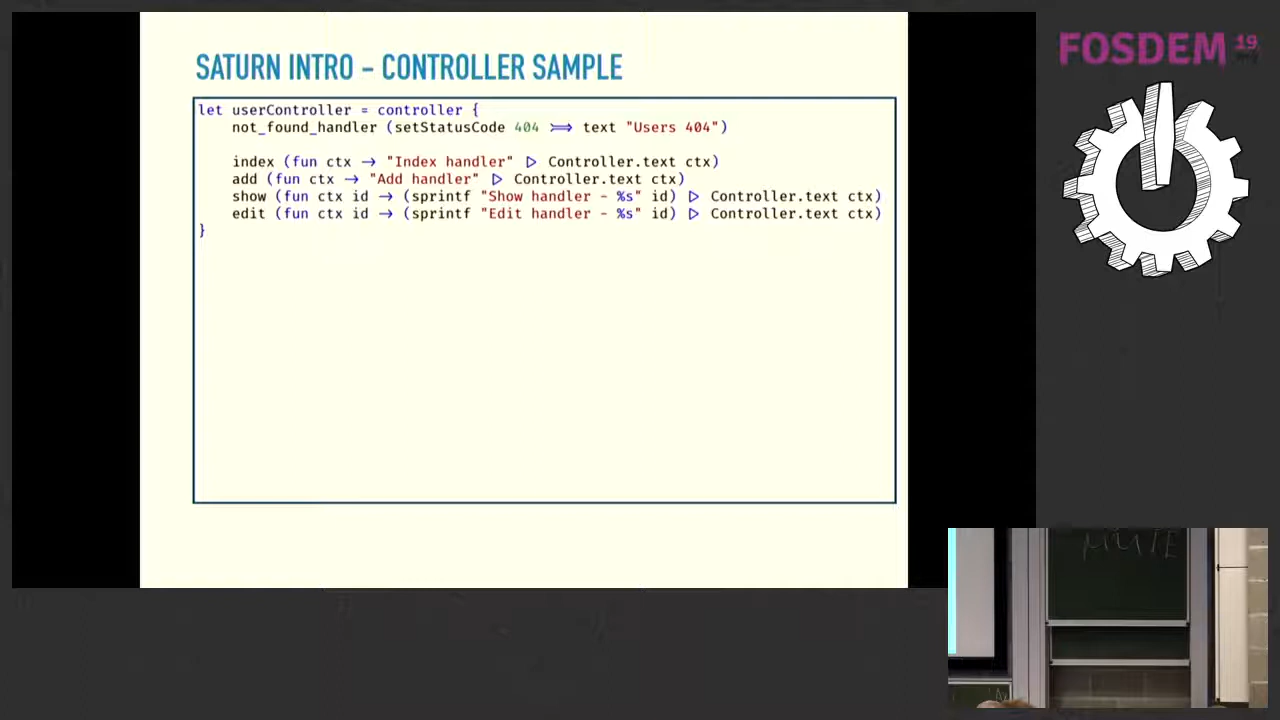 SATURN INTRO – CONTROLLER SAMPLE
let userController = controller {
not_found_handler (setStatusCode 404 >=> text "Users 404")
index (fun ctx -> "Index handler" |> Controller.text ctx)
add (fun ctx -> "Add handler" |> Controller.text ctx)
show (fun ctx id -> (sprintf "Show handler - %s" id) |> Controller.text ctx)
edit (fun ctx id -> (sprintf "Edit handler - %s" id) |> Controller.text ctx)
}
FOSDEM 19
MUTE